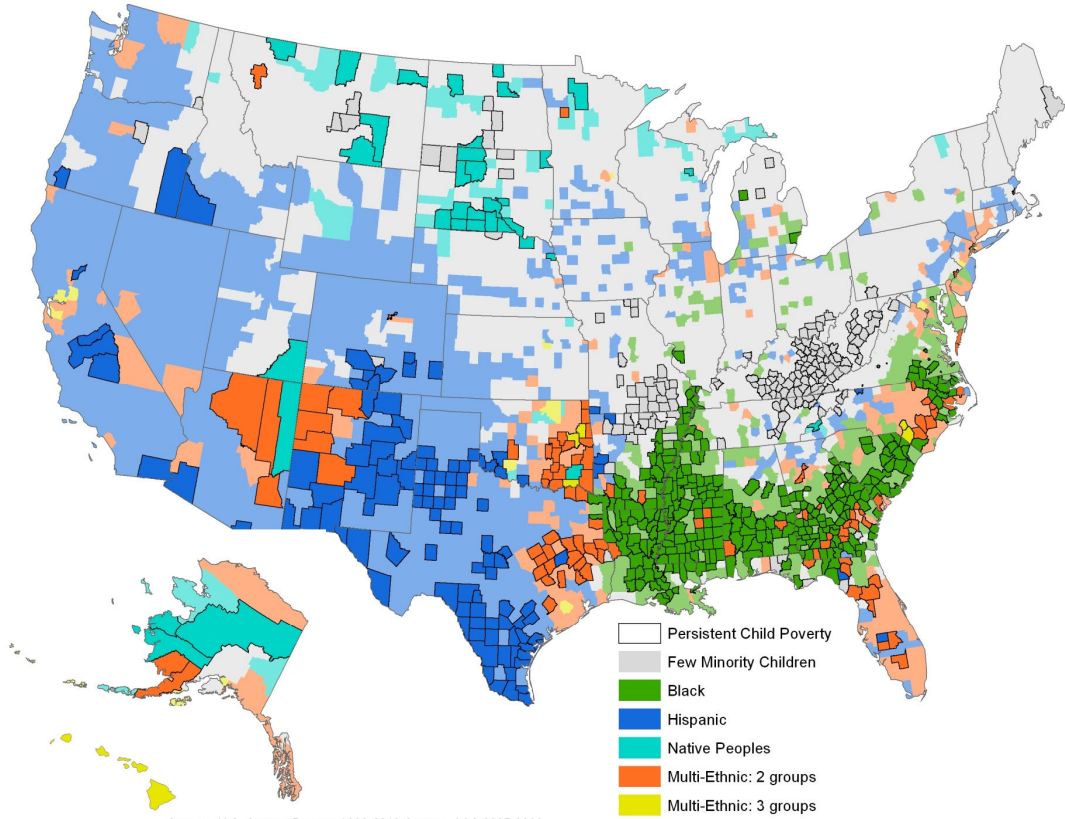 Persistent Child Poverty
Few Minority Children
Black
Hispanic
Native Peoples
Multi-Ethnic: 2 groups
Multi-Ethnic: 3 groups